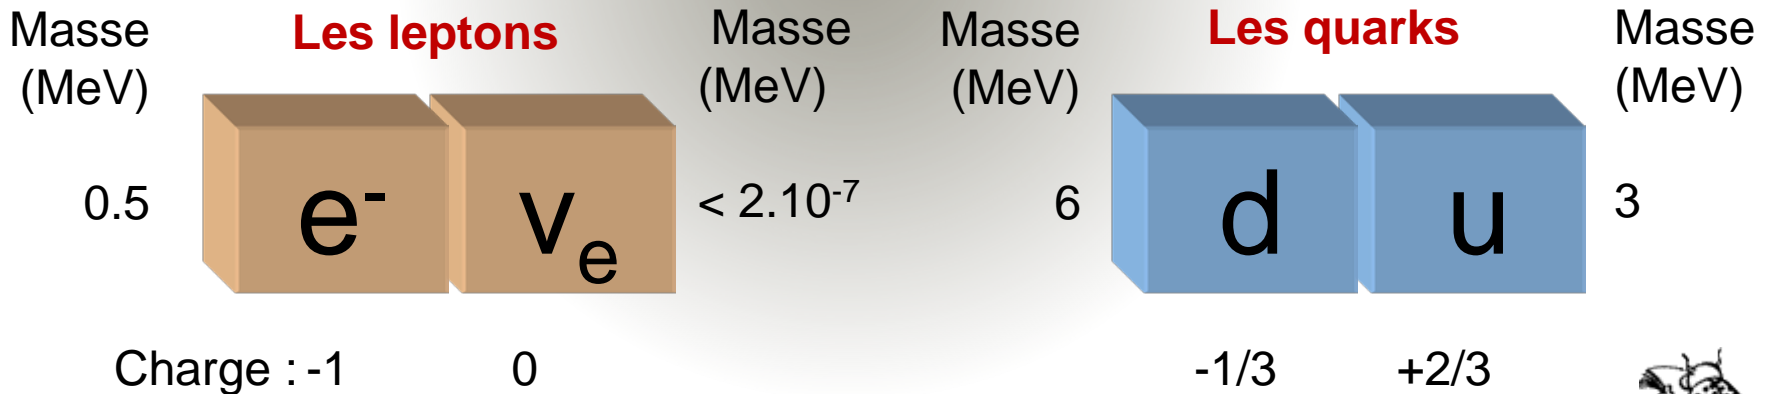 Masse Les leptons Masse Masse Les quarks Masse
(MeV) (MeV) (MeV) (MeV)
0.5 e- νe < 2.10-7 6 d u 3
Charge : -1 0 -1/3 +2/3